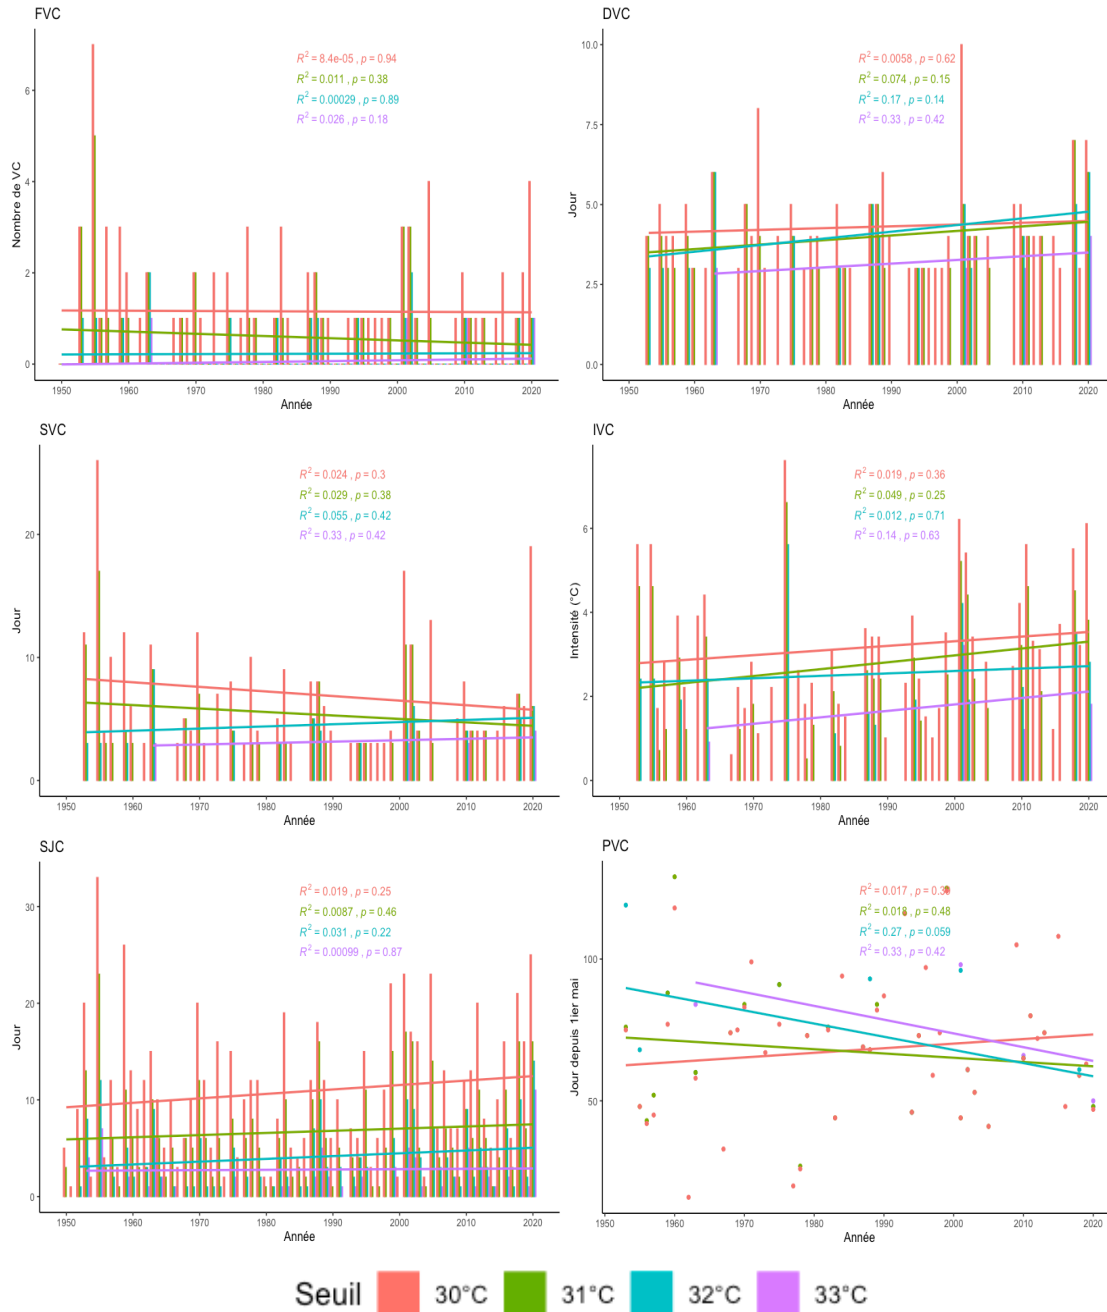 FVC
R² = 8.4e-05 , p = 0.94
R² = 0.011 , p = 0.38
R² = 0.00029 , p = 0.89
R² = 0.026 , p = 0.18
Nombre de VC
6
4
2
0
1950 1960 1970 1980 1990 2000 2010 2020
Année
DVC
R² = 0.0058 , p = 0.62
R² = 0.074 , p = 0.15
R² = 0.17 , p = 0.14
R² = 0.33 , p = 0.42
Jour
10.0
7.5
5.0
2.5
0.0
1950 1960 1970 1980 1990 2000 2010 2020
Année
SVC
R² = 0.024 , p = 0.3
R² = 0.029 , p = 0.38
R² = 0.055 , p = 0.42
R² = 0.33 , p = 0.42
Jour
20
10
0
1950 1960 1970 1980 1990 2000 2010 2020
Année
IVC
R² = 0.019 , p = 0.36
R² = 0.049 , p = 0.25
R² = 0.012 , p = 0.71
R² = 0.14 , p = 0.63
Intensité (°C)
6
4
2
0
1950 1960 1970 1980 1990 2000 2010 2020
Année
SJC
R² = 0.019 , p = 0.25
R² = 0.0087 , p = 0.46
R² = 0.031 , p = 0.22
R² = 0.00099 , p = 0.87
Jour
30
20
10
0
1950 1960 1970 1980 1990 2000 2010 2020
Année
PVC
R² = 0.017 , p =
R² = 0.018 , p = 0.48
R² = 0.27 , p = 0.059
R² = 0.33 , p = 0.42
Jour depuis 1ier mai
100
50
1950 1960 1970 1980 1990 2000 2010 2020
Année
Seuil 30°C 31°C 32°C 33°C